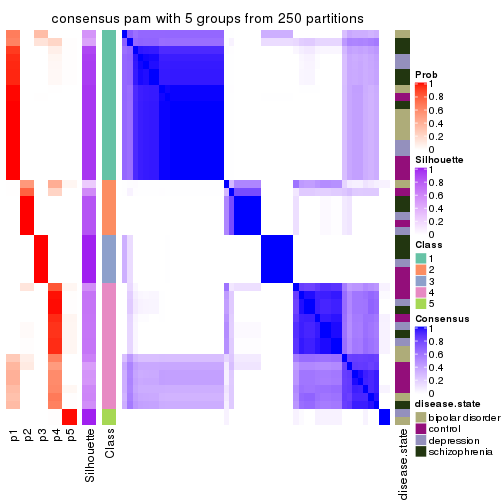 consensus pam with 5 groups from 250 partitions
Prob
1
0.8
0.6
0.4
0.2
0
Silhouette
1
0.8
0.6
0.4
0.2
0
Class
1
2
3
4
5
Consensus
1
0.8
0.6
0.4
0.2
0
disease.state
bipolar disorder
control
depression
schizophrenia
p1
p2
p3
p4
p5
Silhouette
Class
disease.state